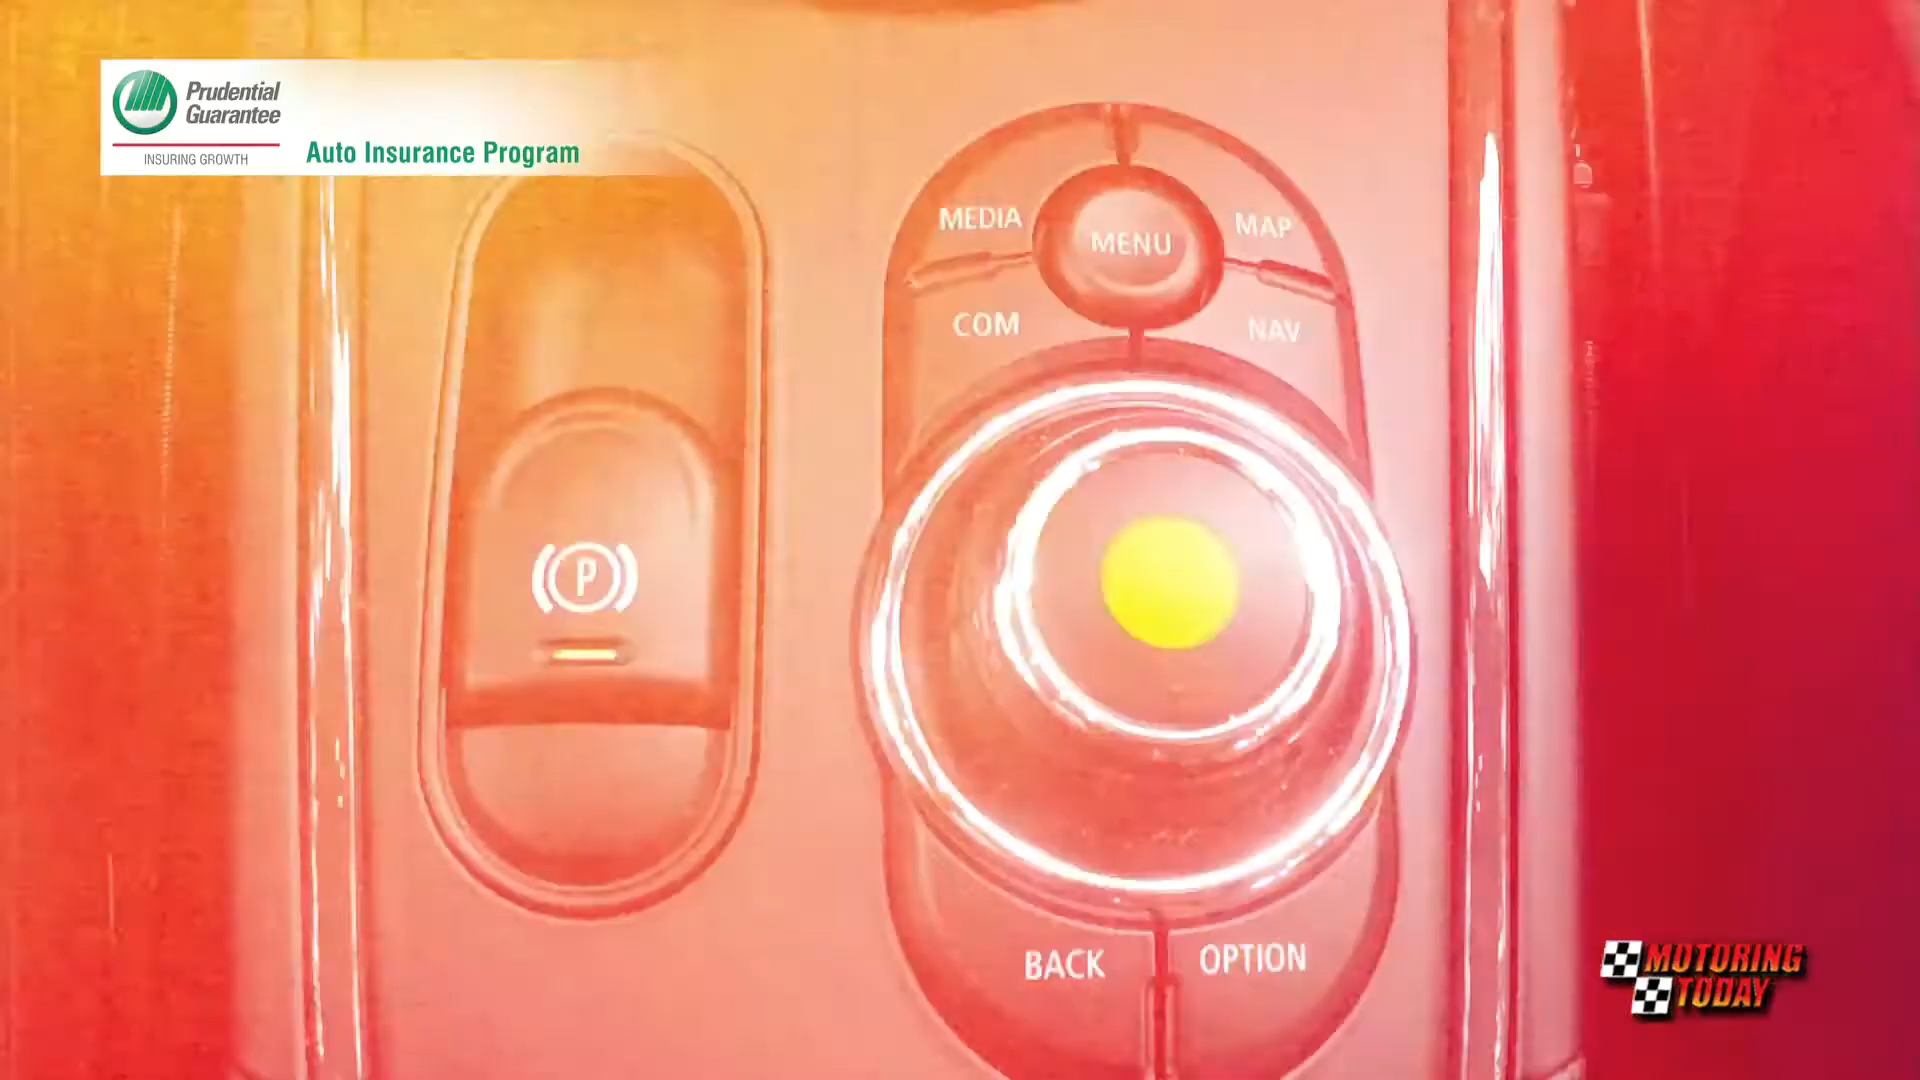 Prudential
Guarantee
INSURING GROWTH
Auto Insurance Program
MEDIA
MENU
MAP
COM
NAV
P
BACK
OPTION
MOTORING
TODAY